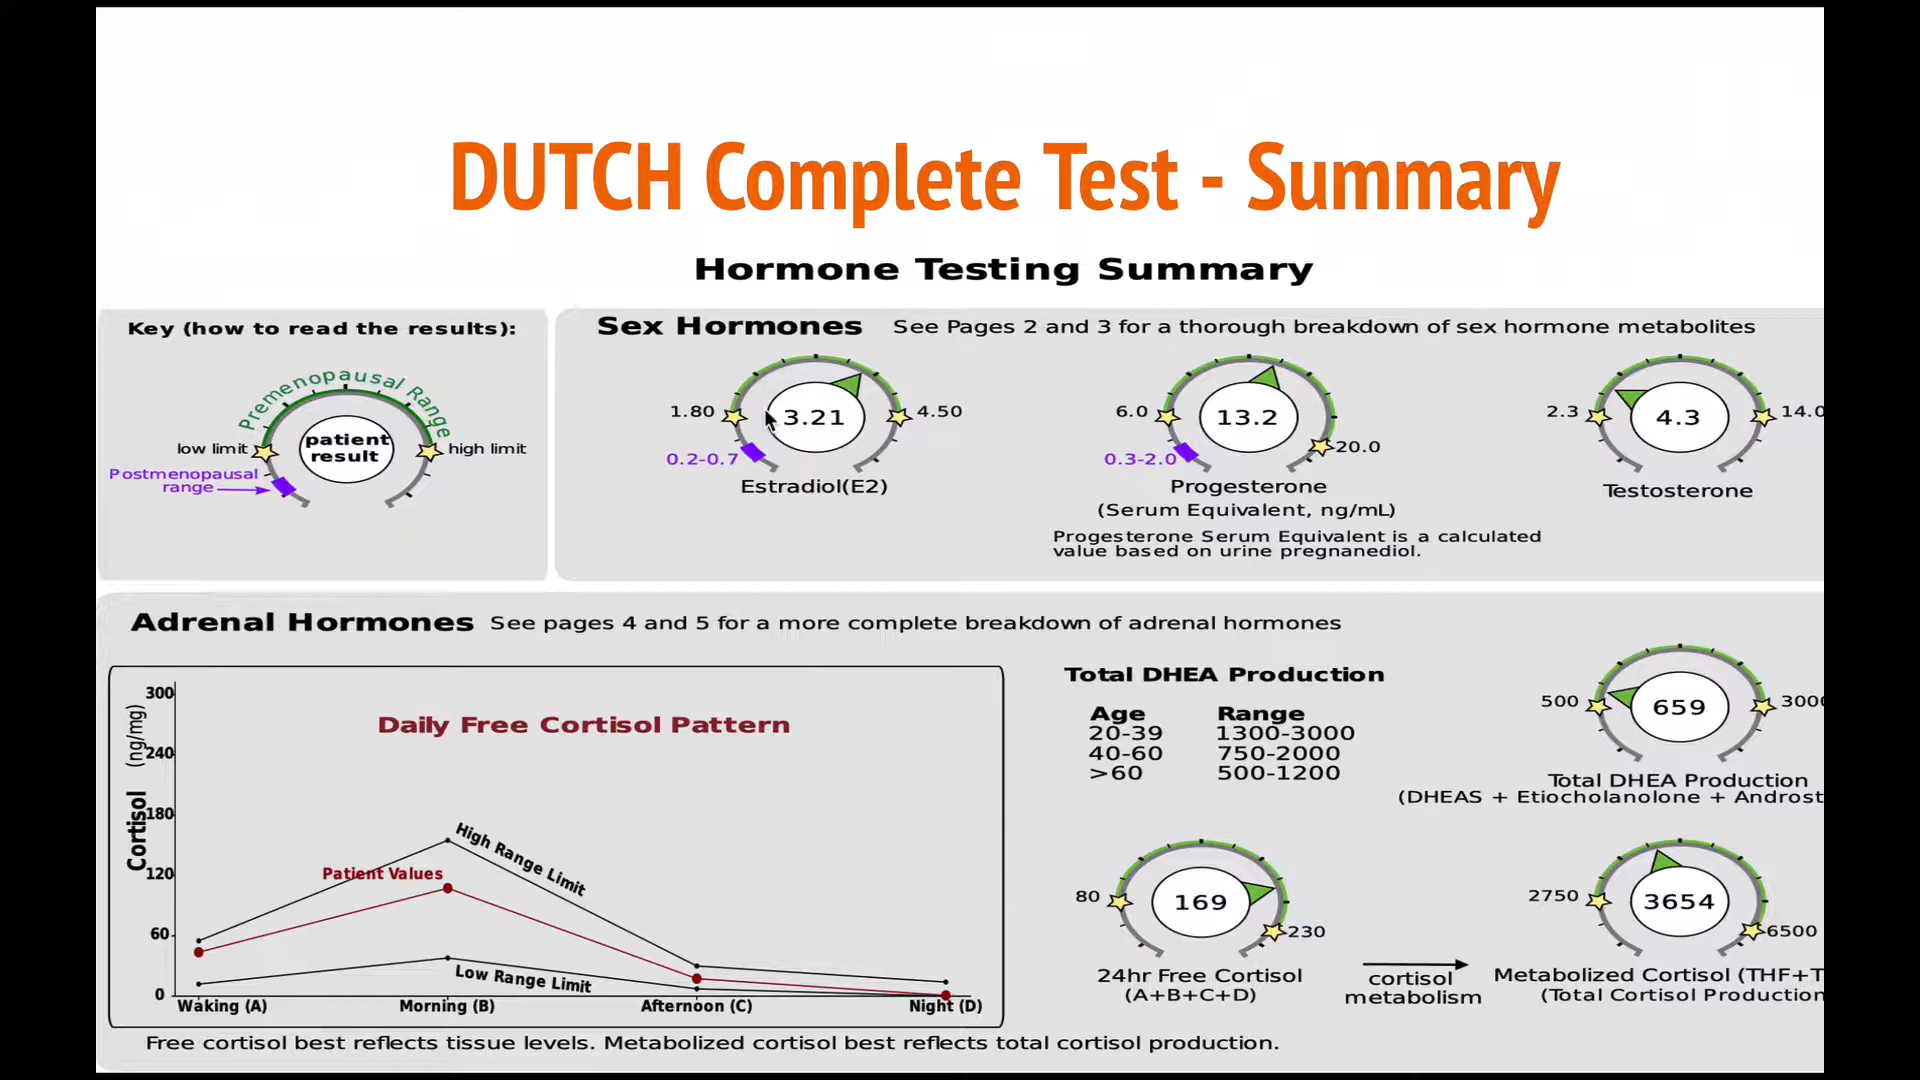 DUTCH Complete Test - Summary
Hormone Testing Summary
Key (how to read the results):
Premenopausal Range
low limit
patient
result
high limit
Postmenopausal
range
Sex Hormones See Pages 2 and 3 for a thorough breakdown of sex hormone metabolites
1.80
3.21
4.50
0.2-0.7
Estradiol(E2)
6.0
13.2
20.0
0.3-2.0
Progesterone
(Serum Equivalent, ng/mL)
Progesterone Serum Equivalent is a calculated
value based on urine pregnanediol.
2.3
4.3
14.0
Testosterone
Adrenal Hormones See pages 4 and 5 for a more complete breakdown of adrenal hormones
Daily Free Cortisol Pattern
Cortisol (ng/mg)
300
240
180
120
60
0
High Range Limit
Patient Values
Low Range Limit
Waking (A)
Morning (B)
Afternoon (C)
Night (D)
Total DHEA Production
Age Range
20-39 1300-3000
40-60 750-2000
>60 500-1200
500
659
3000
Total DHEA Production
(DHEAS + Etiocholanolone + Androst
80
169
230
24hr Free Cortisol
(A+B+C+D)
cortisol
metabolism
2750
3654
6500
Metabolized Cortisol (THF+T
(Total Cortisol Production
Free cortisol best reflects tissue levels. Metabolized cortisol best reflects total cortisol production.